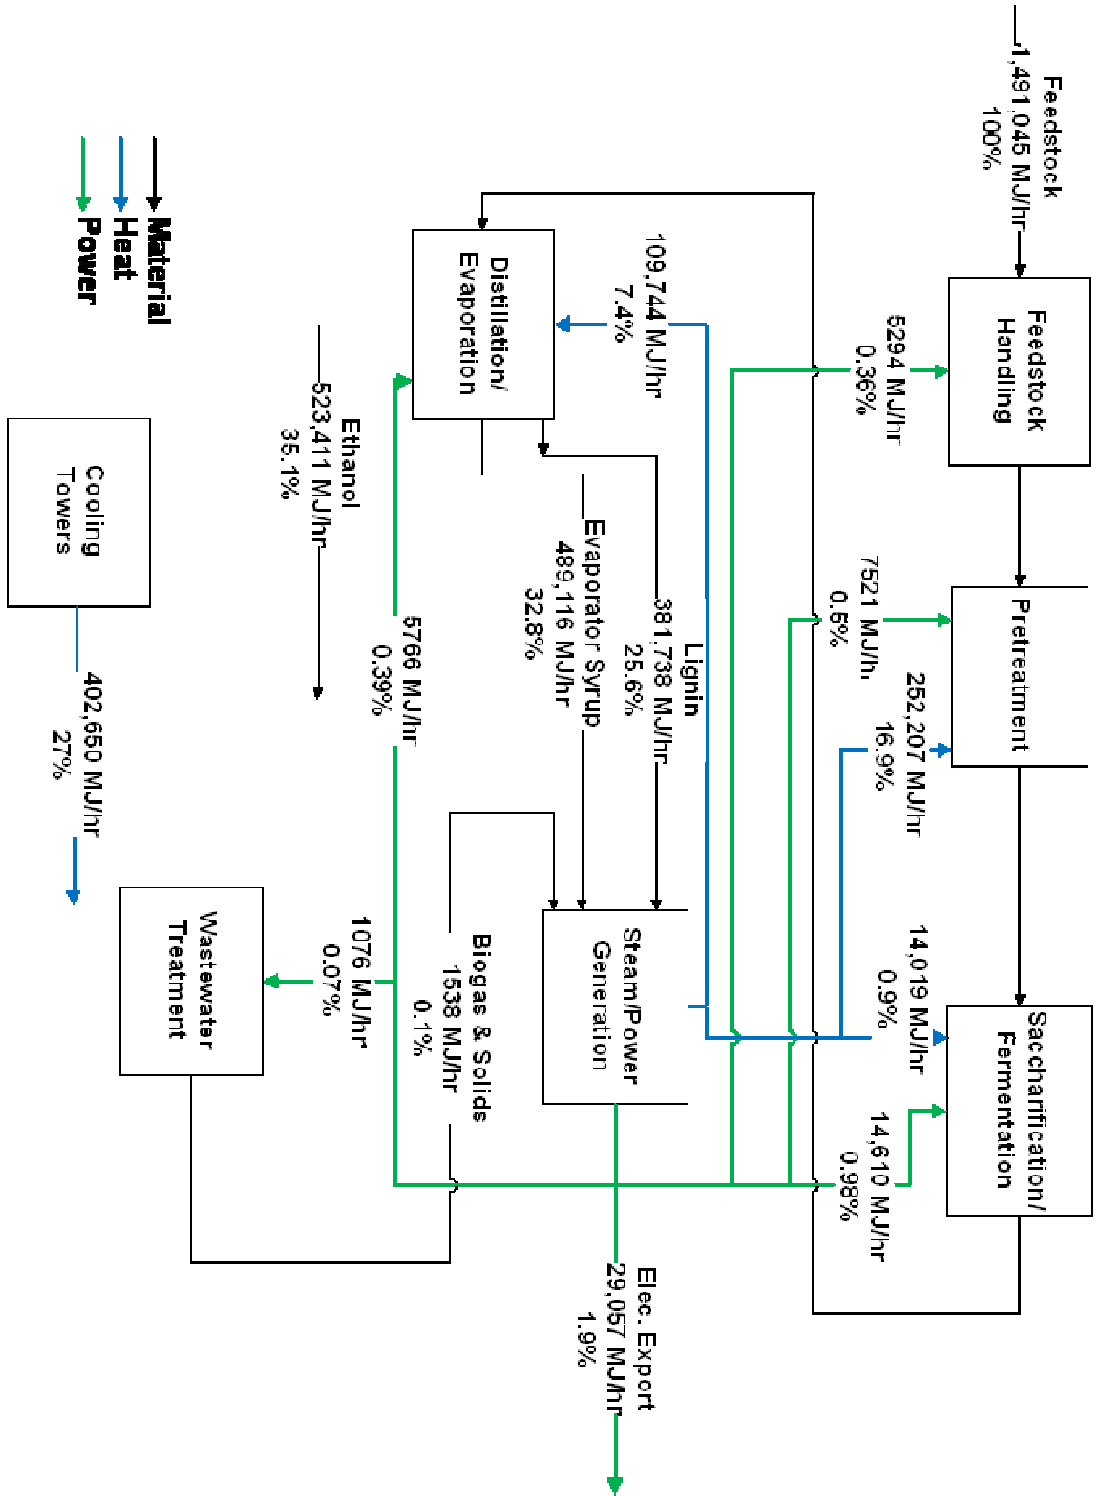 Feedstock
1,491,045 MJ/hr
100%
Feedstock
Handling
Pretreatment
Saccharification/
Fermentation
5294 MJ/hr
0.36%
7521 MJ/h.
0.5%
252,207 MJ/hr
16.9%
14,019 MJ/hr
0.9%
14,610 MJ/hr
0.98%
109,744 MJ/hr
7.4%
Distillation/
Evaporation
Lignin
381,738 MJ/hr
25.6%
Evaporator Syrup
489,116 MJ/hr
32.8%
Steam/Power
Generation
Elec. Export
29,057 MJ/hr
1.9%
Ethanol
523,411 MJ/hr
35.1%
5766 MJ/hr
0.39%
Biogas & Solids
1538 MJ/hr
0.1%
1076 MJ/hr
0.07%
Wastewater
Treatment
Cooling
Towers
402,650 MJ/hr
27%
Material
Heat
Power